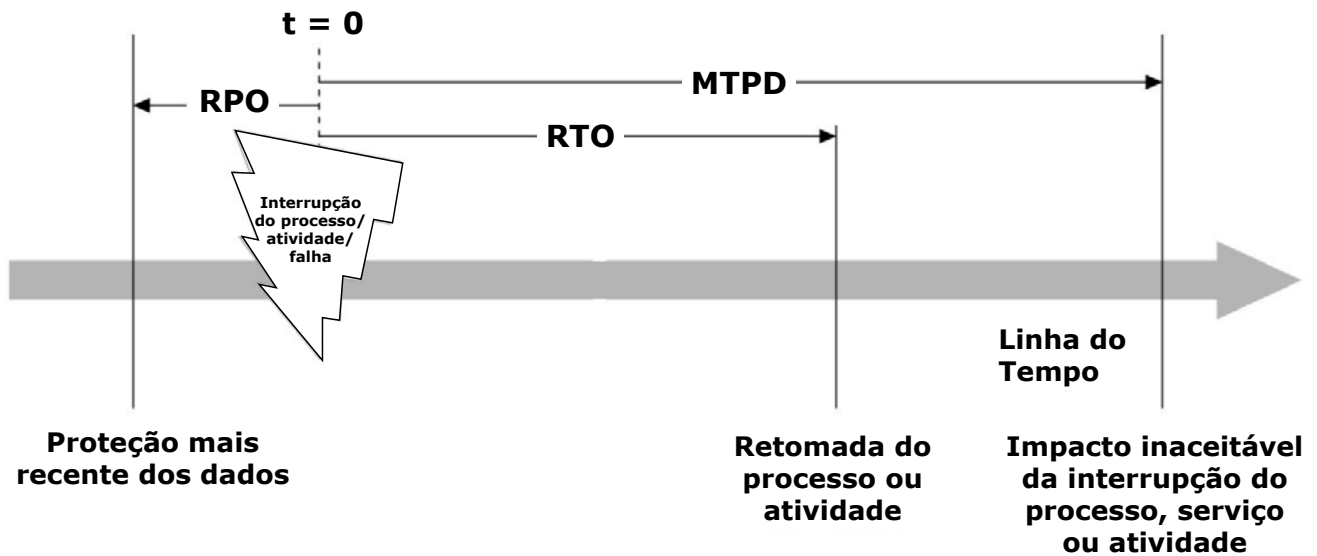 t = 0
MTPD
RPO
RTO
Interrupção
do processo/
atividade/
falha
Linha do
Tempo
Proteção mais
recente dos dados
Retomada do
processo ou
atividade
Impacto inaceitável
da interrupção do
processo, serviço
ou atividade